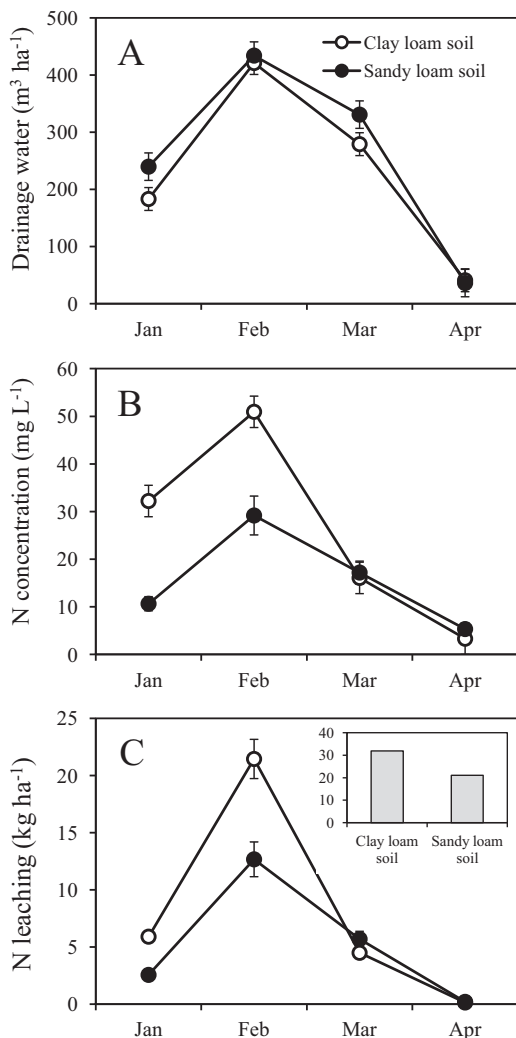 A
Clay loam soil
Sandy loam soil
Drainage water (m³ ha⁻¹)
500
400
300
200
100
0
Jan Feb Mar Apr
B
N concentration (mg L⁻¹)
60
50
40
30
20
10
0
Jan Feb Mar Apr
C
N leaching (kg ha⁻¹)
25
20
15
10
5
0
Jan Feb Mar Apr
40
30
20
10
0
Clay loam Sandy loam
soil soil